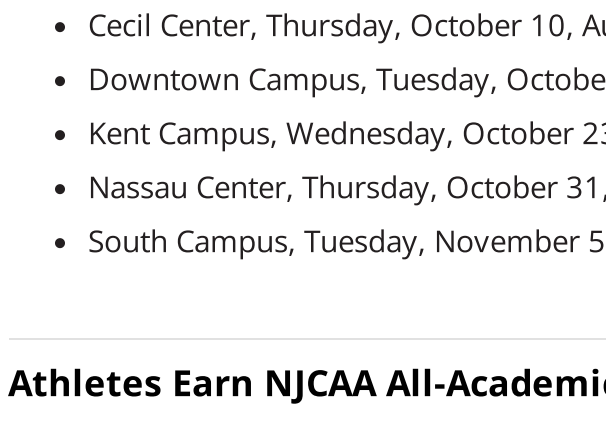 • Cecil Center, Thursday, October 10,
• Downtown Campus, Tuesday,
• Kent Campus, Wednesday, October
• Nassau Center, Thursday, October 31,
• South Campus, Tuesday, November 5
Athletes Earn NJCAA